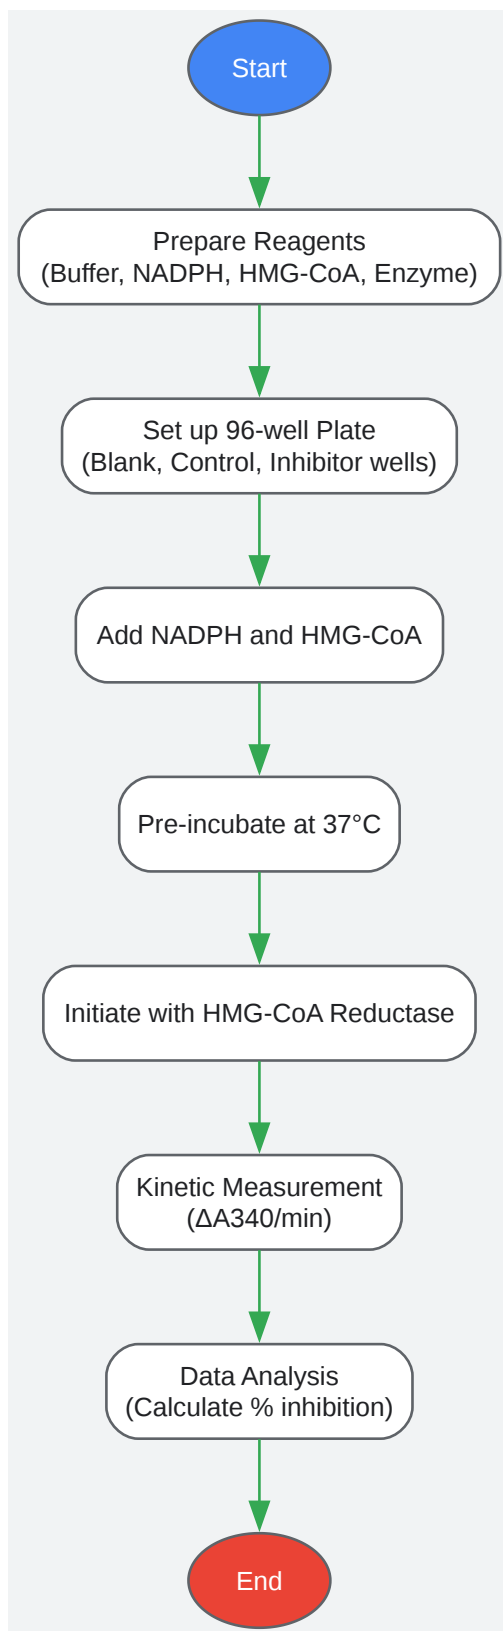 Start
Prepare Reagents
(Buffer, NADPH, HMG-CoA, Enzyme)
Set up 96-well Plate
(Blank, Control, Inhibitor wells)
Add NADPH and HMG-CoA
Pre-incubate at 37°C
Initiate with HMG-CoA Reductase
Kinetic Measurement
(ΔA340/min)
Data Analysis
(Calculate % inhibition)
End